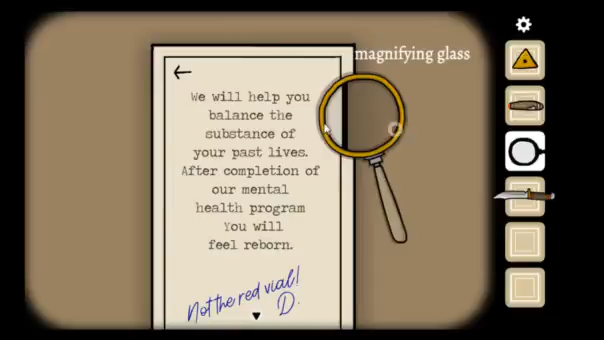 magnifying glass
We will help you
balance the
substance of
your past lives.
After completion of
our mental
health program
You will
feel reborn.
Not the red vial!
D.